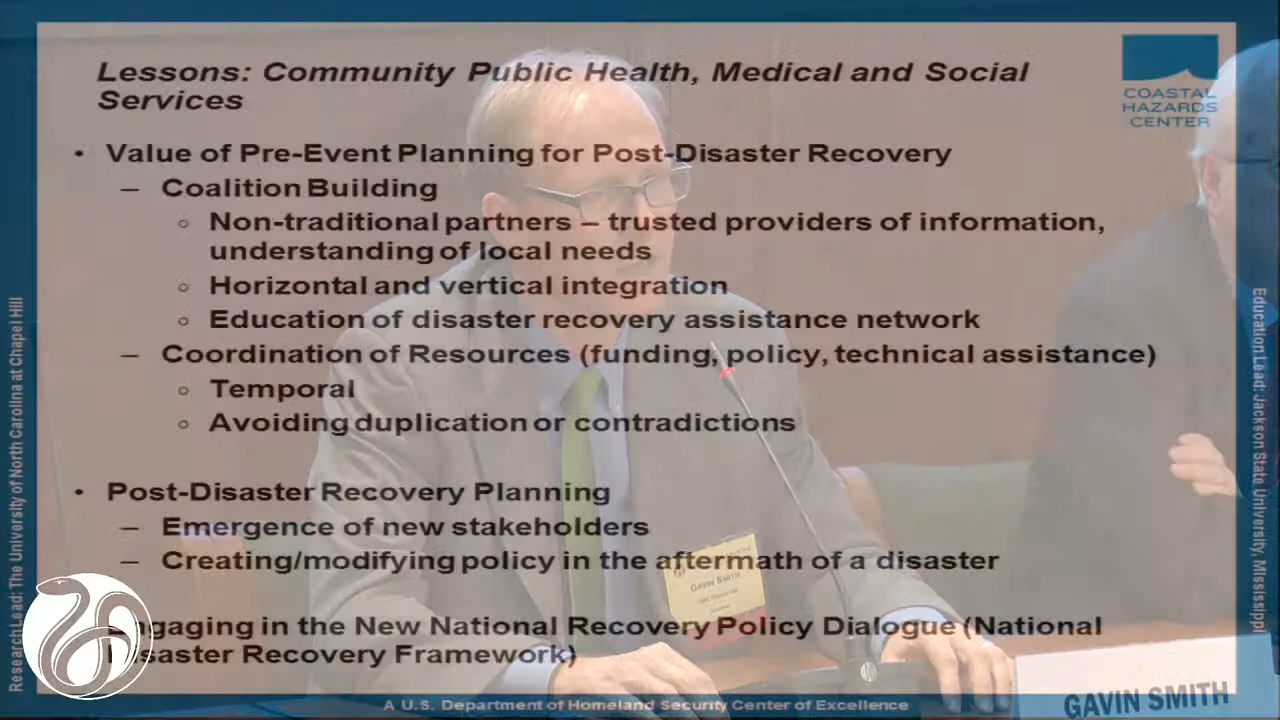 Lessons: Community Public Health, Medical and Social
Services
COASTAL
HAZARDS
CENTER
• Value of Pre-Event Planning for Post-Disaster Recovery
– Coalition Building
◦ Non-traditional partners – trusted providers of information,
understanding of local needs
◦ Horizontal and vertical integration
◦ Education of disaster recovery assistance network
– Coordination of Resources (funding, policy, technical assistance)
◦ Temporal
◦ Avoiding duplication or contradictions
• Post-Disaster Recovery Planning
– Emergence of new stakeholders
– Creating/modifying policy in the aftermath of a disaster
Engaging in the New National Recovery Policy Dialogue (National
Disaster Recovery Framework)
Research Lead: The University of North Carolina at Chapel Hill
Education Lead: Jackson State University, Mississippi
A U.S. Department of Homeland Security Center of Excellence
GAVIN SMITH
GAVIN SMITH